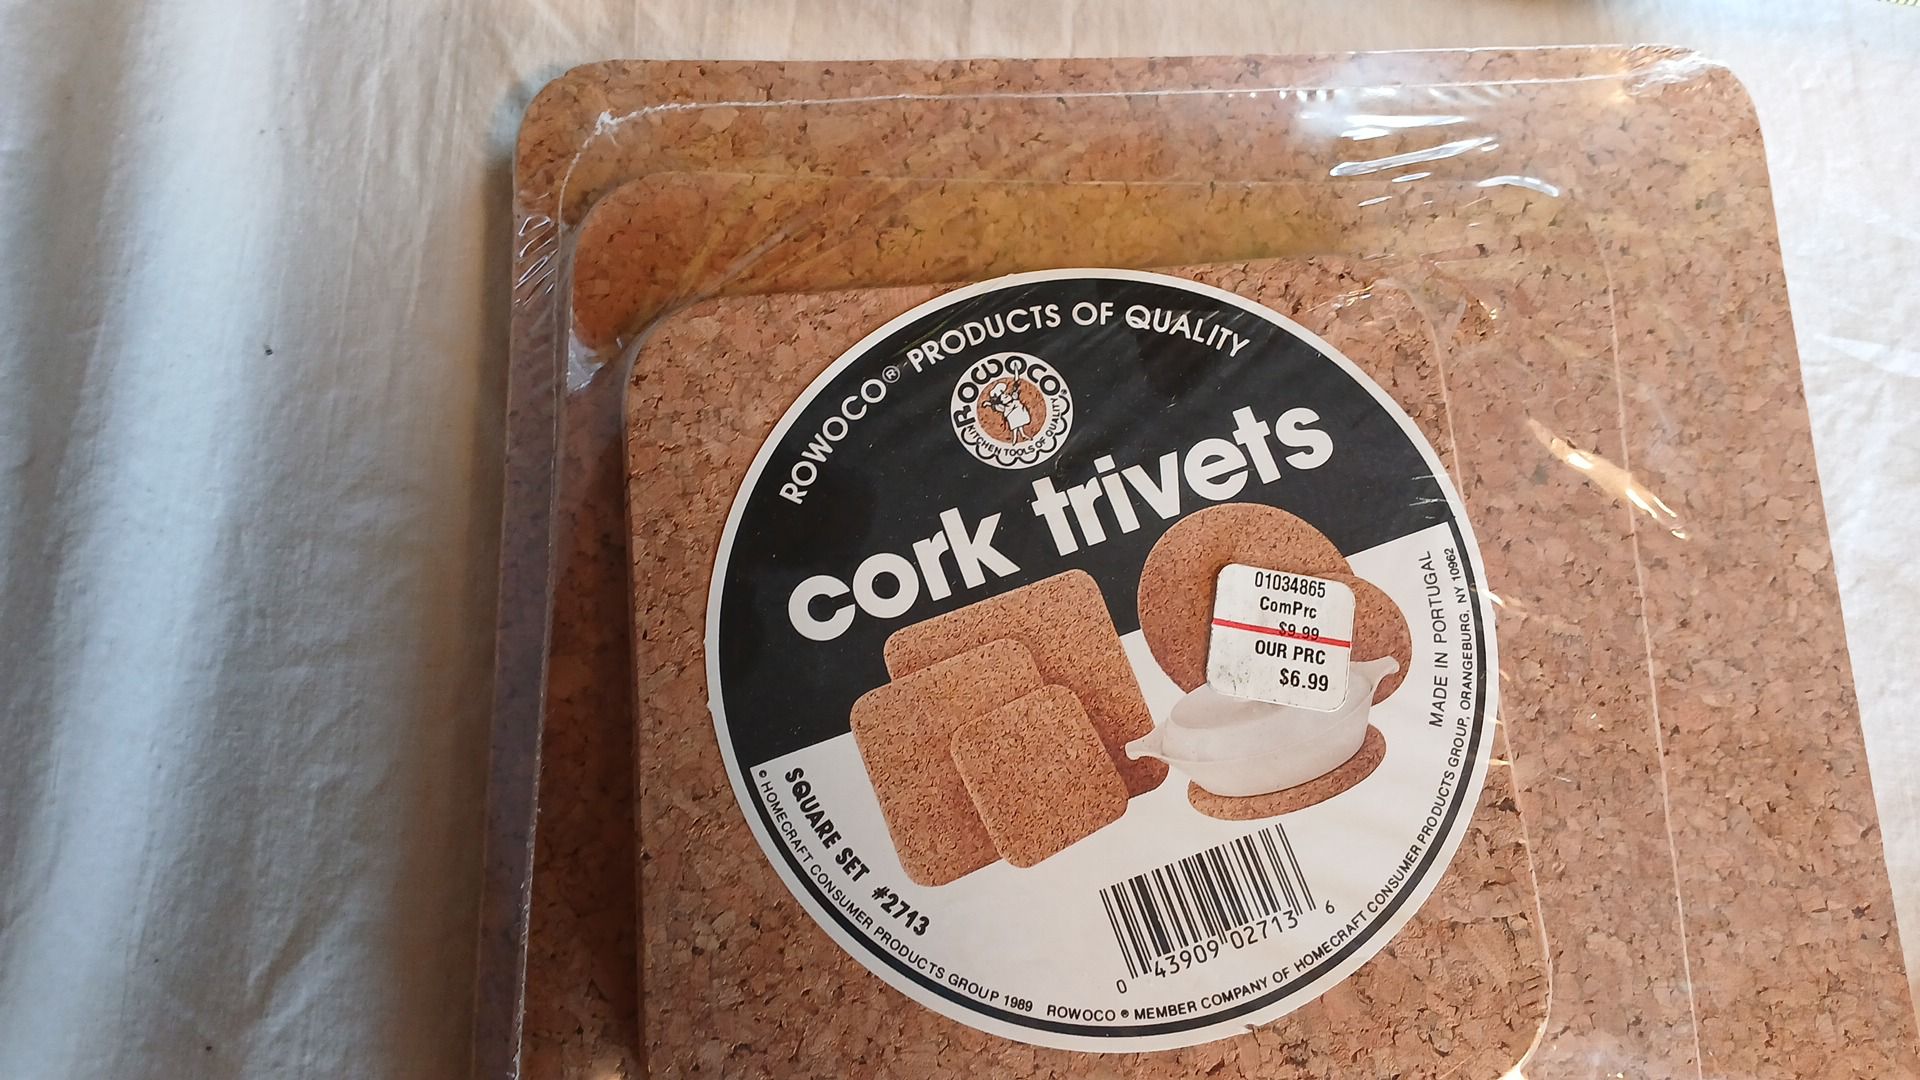 ROWOCO® PRODUCTS OF QUALITY
ROWOCO®
KITCHEN TOOLS OF QUALITY
cork trivets
01034865
ComPrc
$9.99
OUR PRC
$6.99
MADE IN PORTUGAL
SQUARE SET #2713
© HOMECRAFT CONSUMER PRODUCTS GROUP 1989
ROWOCO ® MEMBER COMPANY OF HOMECRAFT CONSUMER PRODUCTS GROUP, ORANGEBURG, NY 10962
0 43909 02713 6